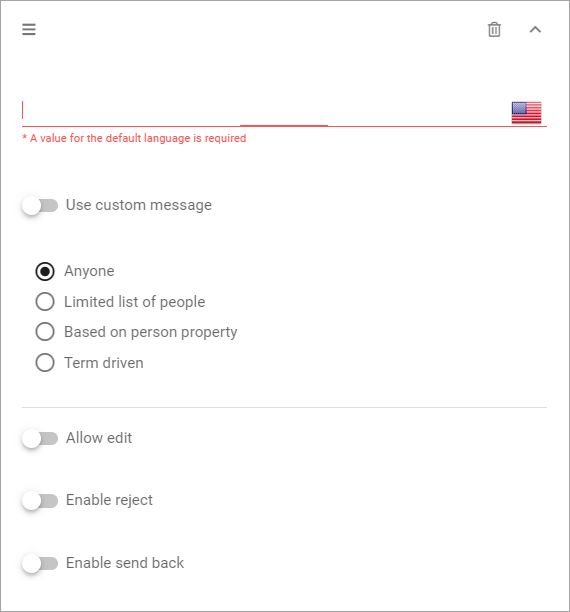 * A value for the default language is required
Use custom message
Anyone
Limited list of people
Based on person property
Term driven
Allow edit
Enable reject
Enable send back